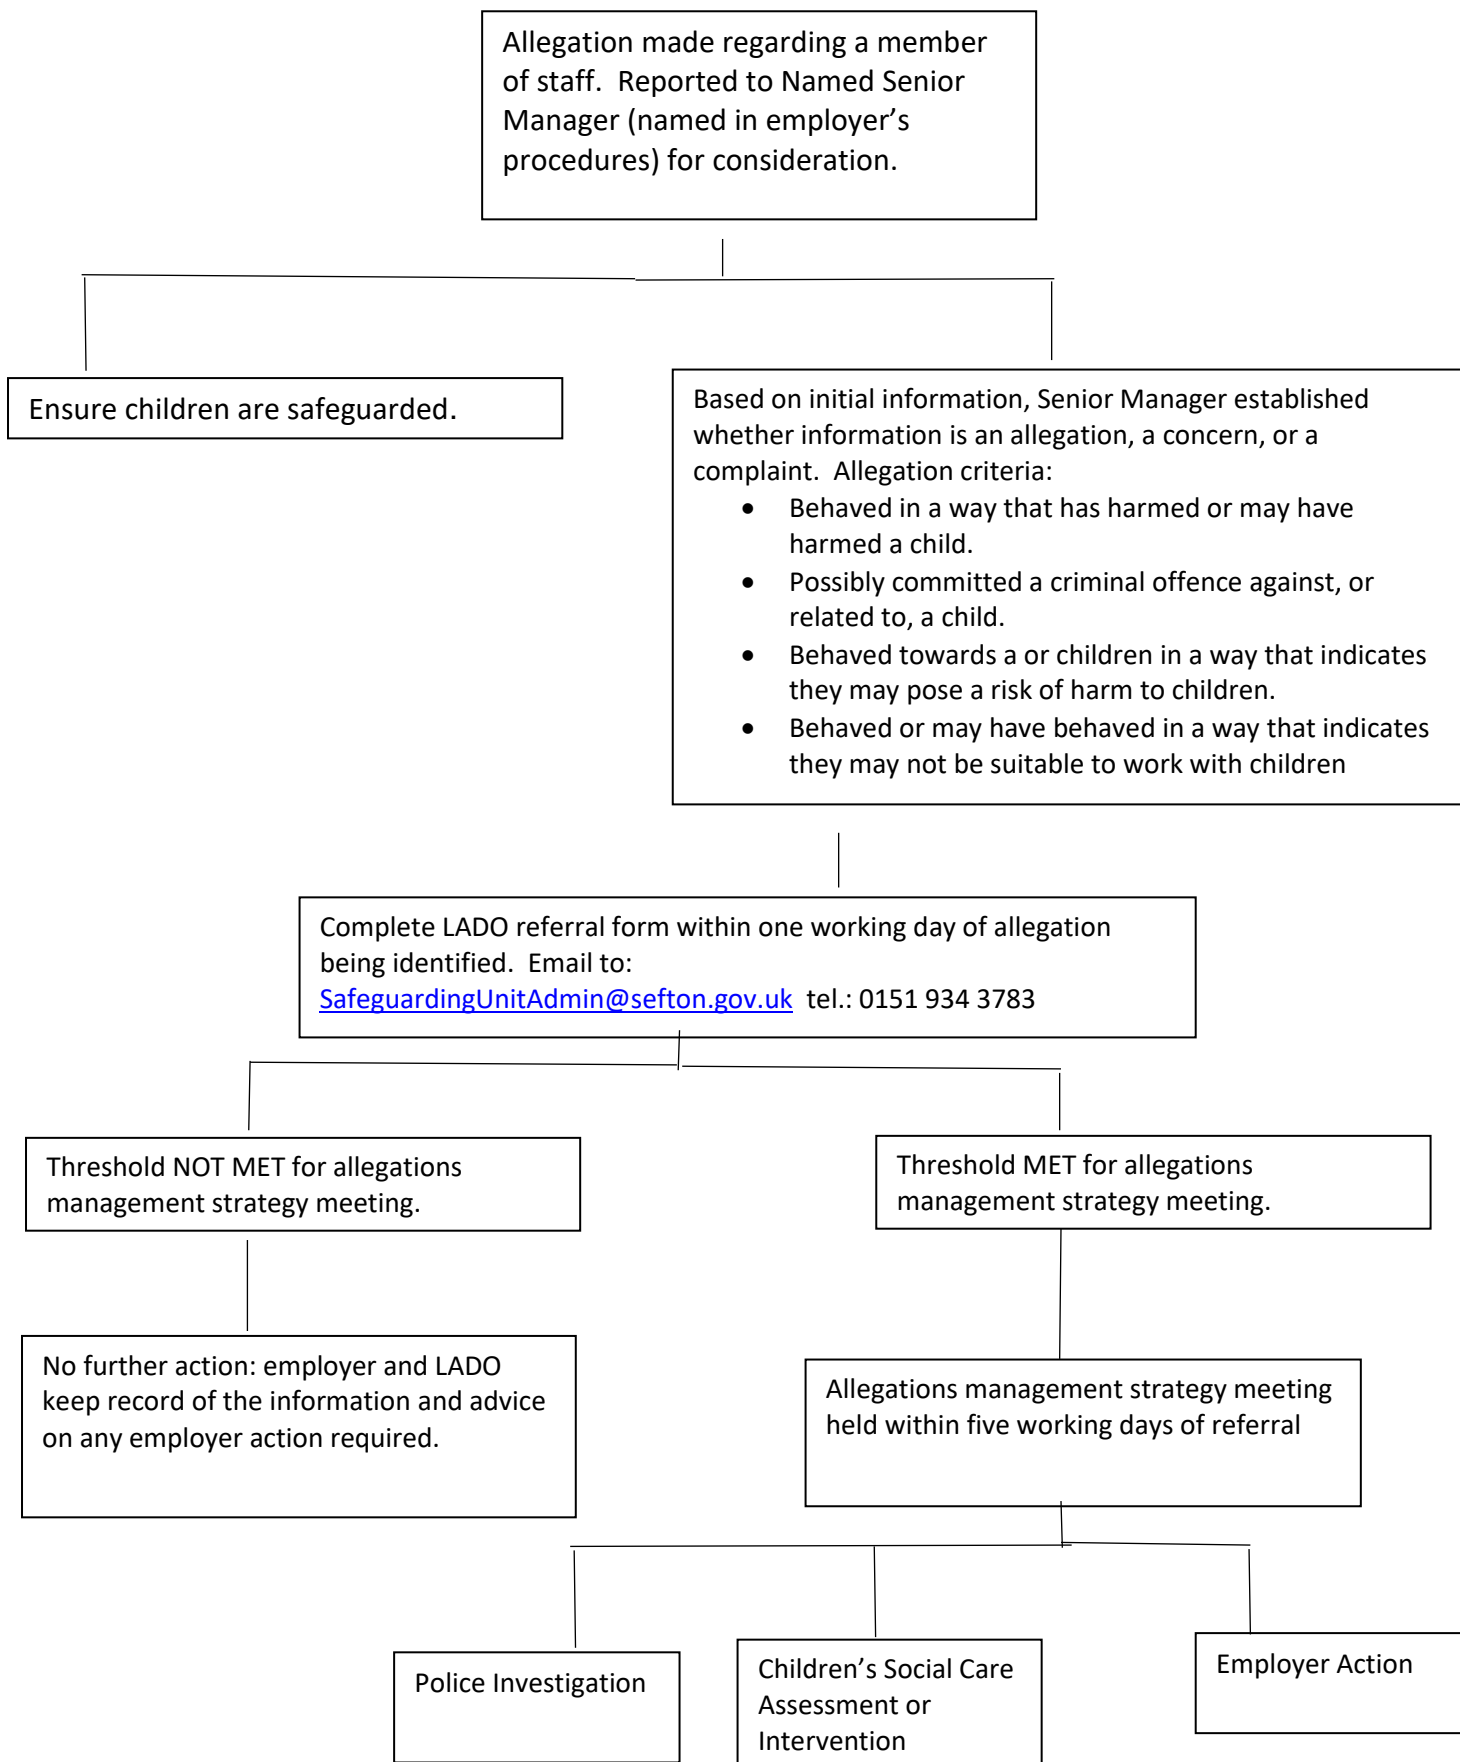 Allegation made regarding a member
of staff.  Reported to Named Senior
Manager (named in employer’s
procedures) for consideration.
Ensure children are safeguarded.
Based on initial information, Senior Manager established
whether information is an allegation, a concern, or a
complaint.  Allegation criteria:
• Behaved in a way that has harmed or may have
harmed a child.
• Possibly committed a criminal offence against, or
related to, a child.
• Behaved towards a or children in a way that indicates
they may pose a risk of harm to children.
• Behaved or may have behaved in a way that indicates
they may not be suitable to work with children
Complete LADO referral form within one working day of allegation
being identified.  Email to:
SafeguardingUnitAdmin@sefton.gov.uk  tel.: 0151 934 3783
Threshold NOT MET for allegations
management strategy meeting.
Threshold MET for allegations
management strategy meeting.
No further action: employer and LADO
keep record of the information and advice
on any employer action required.
Allegations management strategy meeting
held within five working days of referral
Police Investigation
Children’s Social Care
Assessment or
Intervention
Employer Action